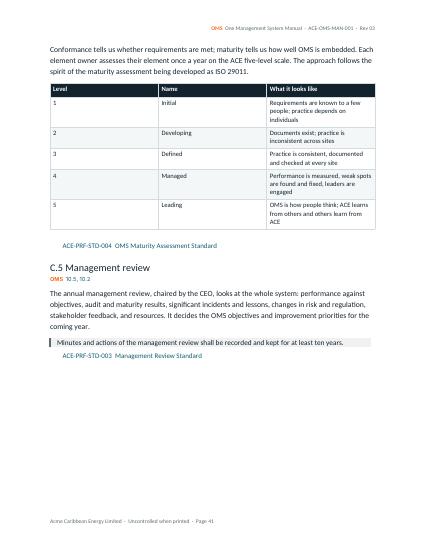 OMS One Management System Manual - ACE-OMS-MAN-001 - Rev 03
Conformance tells us whether requirements are met; maturity tells us how well OMS is embedded. Each
element owner assesses their element once a year on the ACE five-level scale. The approach follows the
spirit of the maturity assessment being developed as ISO 29011.
Level Name What it looks like
1 Initial Requirements are known to a few
people; practice depends on
individuals
2 Developing Documents exist; practice is
inconsistent across sites
3 Defined Practice is consistent, documented
and checked at every site
4 Managed Performance is measured, weak spots
are found and fixed, leaders are
engaged
5 Leading OMS is how people think; ACE learns
from others and others learn from
ACE
ACE-PRF-STD-004 OMS Maturity Assessment Standard
C.5 Management review
OMS 10.5, 10.2
The annual management review, chaired by the CEO, looks at the whole system: performance against
objectives, audit and maturity results, significant incidents and lessons, changes in risk and regulation,
stakeholder feedback, and resources. It decides the OMS objectives and improvement priorities for the
coming year.
Minutes and actions of the management review shall be recorded and kept for at least ten years.
ACE-PRF-STD-003 Management Review Standard
Acme Caribbean Energy Limited - Uncontrolled when printed - Page 41